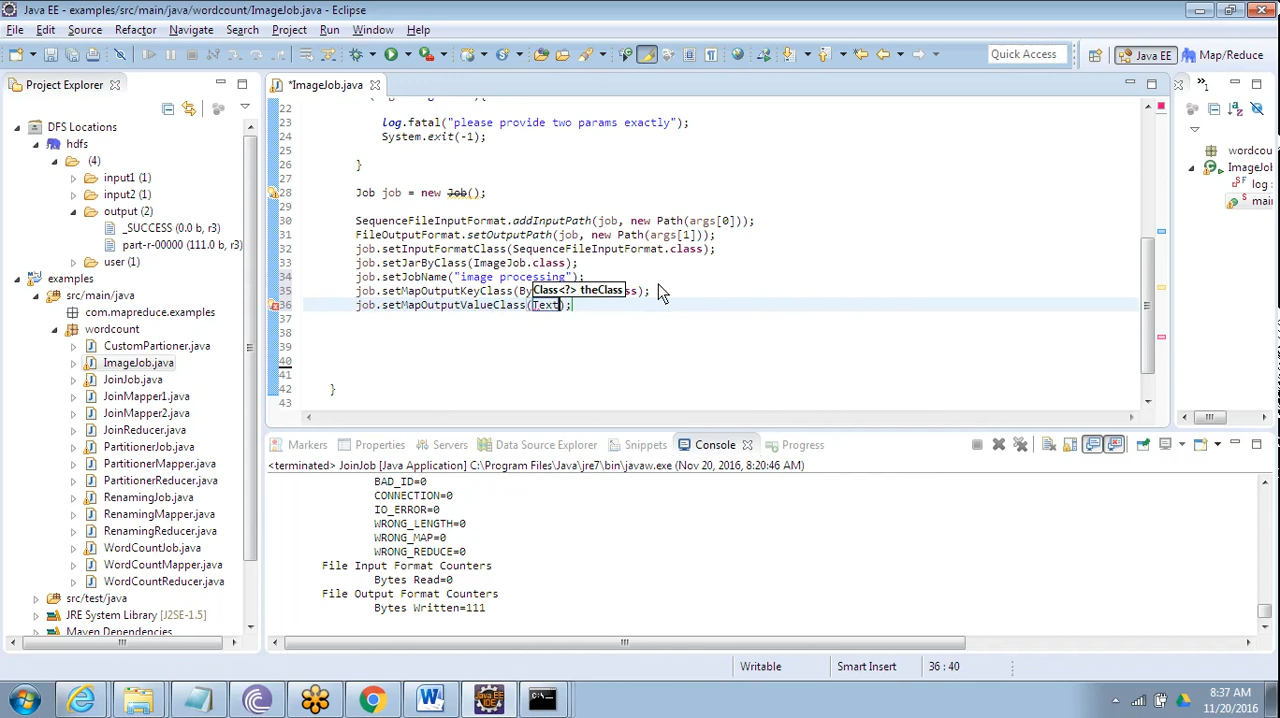 Java EE - examples/src/main/java/wordcount/ImageJob.java - Eclipse
File Edit Source Refactor Navigate Search Project Run Window Help
Quick Access Java EE Map/Reduce
Project Explorer
*ImageJob.java
1
DFS Locations
hdfs
(4)
input1 (1)
input2 (1)
output (2)
_SUCCESS (0.0 b, r3)
part-r-00000 (111.0 b, r3)
user (1)
examples
src/main/java
com.mapreduce.examples
wordcount
CustomPartioner.java
ImageJob.java
JoinJob.java
JoinMapper1.java
JoinMapper2.java
JoinReducer.java
PartitionerJob.java
PartitionerMapper.java
PartitionerReducer.java
RenamingJob.java
RenamingMapper.java
RenamingReducer.java
WordCountJob.java
WordCountMapper.java
WordCountReducer.java
src/test/java
JRE System Library [J2SE-1.5]
Maven Dependencies
22
23 log.fatal("please provide two params exactly");
24 System.exit(-1);
25
26 }
27
28 Job job = new Job();
29
30 SequenceFileInputFormat.addInputPath(job, new Path(args[0]));
31 FileOutputFormat.setOutputPath(job, new Path(args[1]));
32 job.setInputFormatClass(SequenceFileInputFormat.class);
33 job.setJarByClass(ImageJob.class);
34 job.setJobName("image processing");
35 job.setMapOutputKeyClass(By ss);
Class<?> theClass
36 job.setMapOutputValueClass(Text);
37
38
39
40
41
42 }
43
wordcou
ImageJob
log :
main
Markers Properties Servers Data Source Explorer Snippets Console Progress
<terminated> JoinJob [Java Application] C:\Program Files\Java\jre7\bin\javaw.exe (Nov 20, 2016, 8:20:46 AM)
BAD_ID=0
CONNECTION=0
IO_ERROR=0
WRONG_LENGTH=0
WRONG_MAP=0
WRONG_REDUCE=0
File Input Format Counters
Bytes Read=0
File Output Format Counters
Bytes Written=111
Writable Smart Insert 36 : 40
8:37 AM
11/20/2016